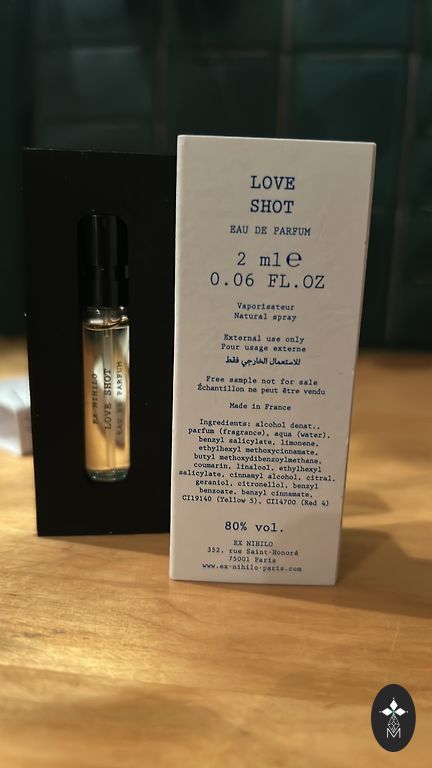 LOVE
SHOT
EAU DE PARFUM
2 ml e
0.06 FL.OZ
Vaporisateur
Natural spray
External use only
Pour usage externe
للاستعمال الخارجي فقط
Free sample not for sale
Échantillon ne peut être vendu
Made in France
Ingredients: alcohol denat.,
parfum (fragrance), aqua (water),
benzyl salicylate, limonene,
ethylhexyl methoxycinnamate,
butyl methoxydibenzoylmethane,
coumarin, linalool, ethylhexyl
salicylate, cinnamyl alcohol, citral,
geraniol, citronellol, benzyl
benzoate, benzyl cinnamate,
CI19140 (Yellow 5), CI14700 (Red 4)
80% vol.
EX NIHILO
352, rue Saint-Honoré
75001 Paris
www.ex-nihilo-paris.com
EX NIHILO
LOVE SHOT
EAU DE PARFUM
M